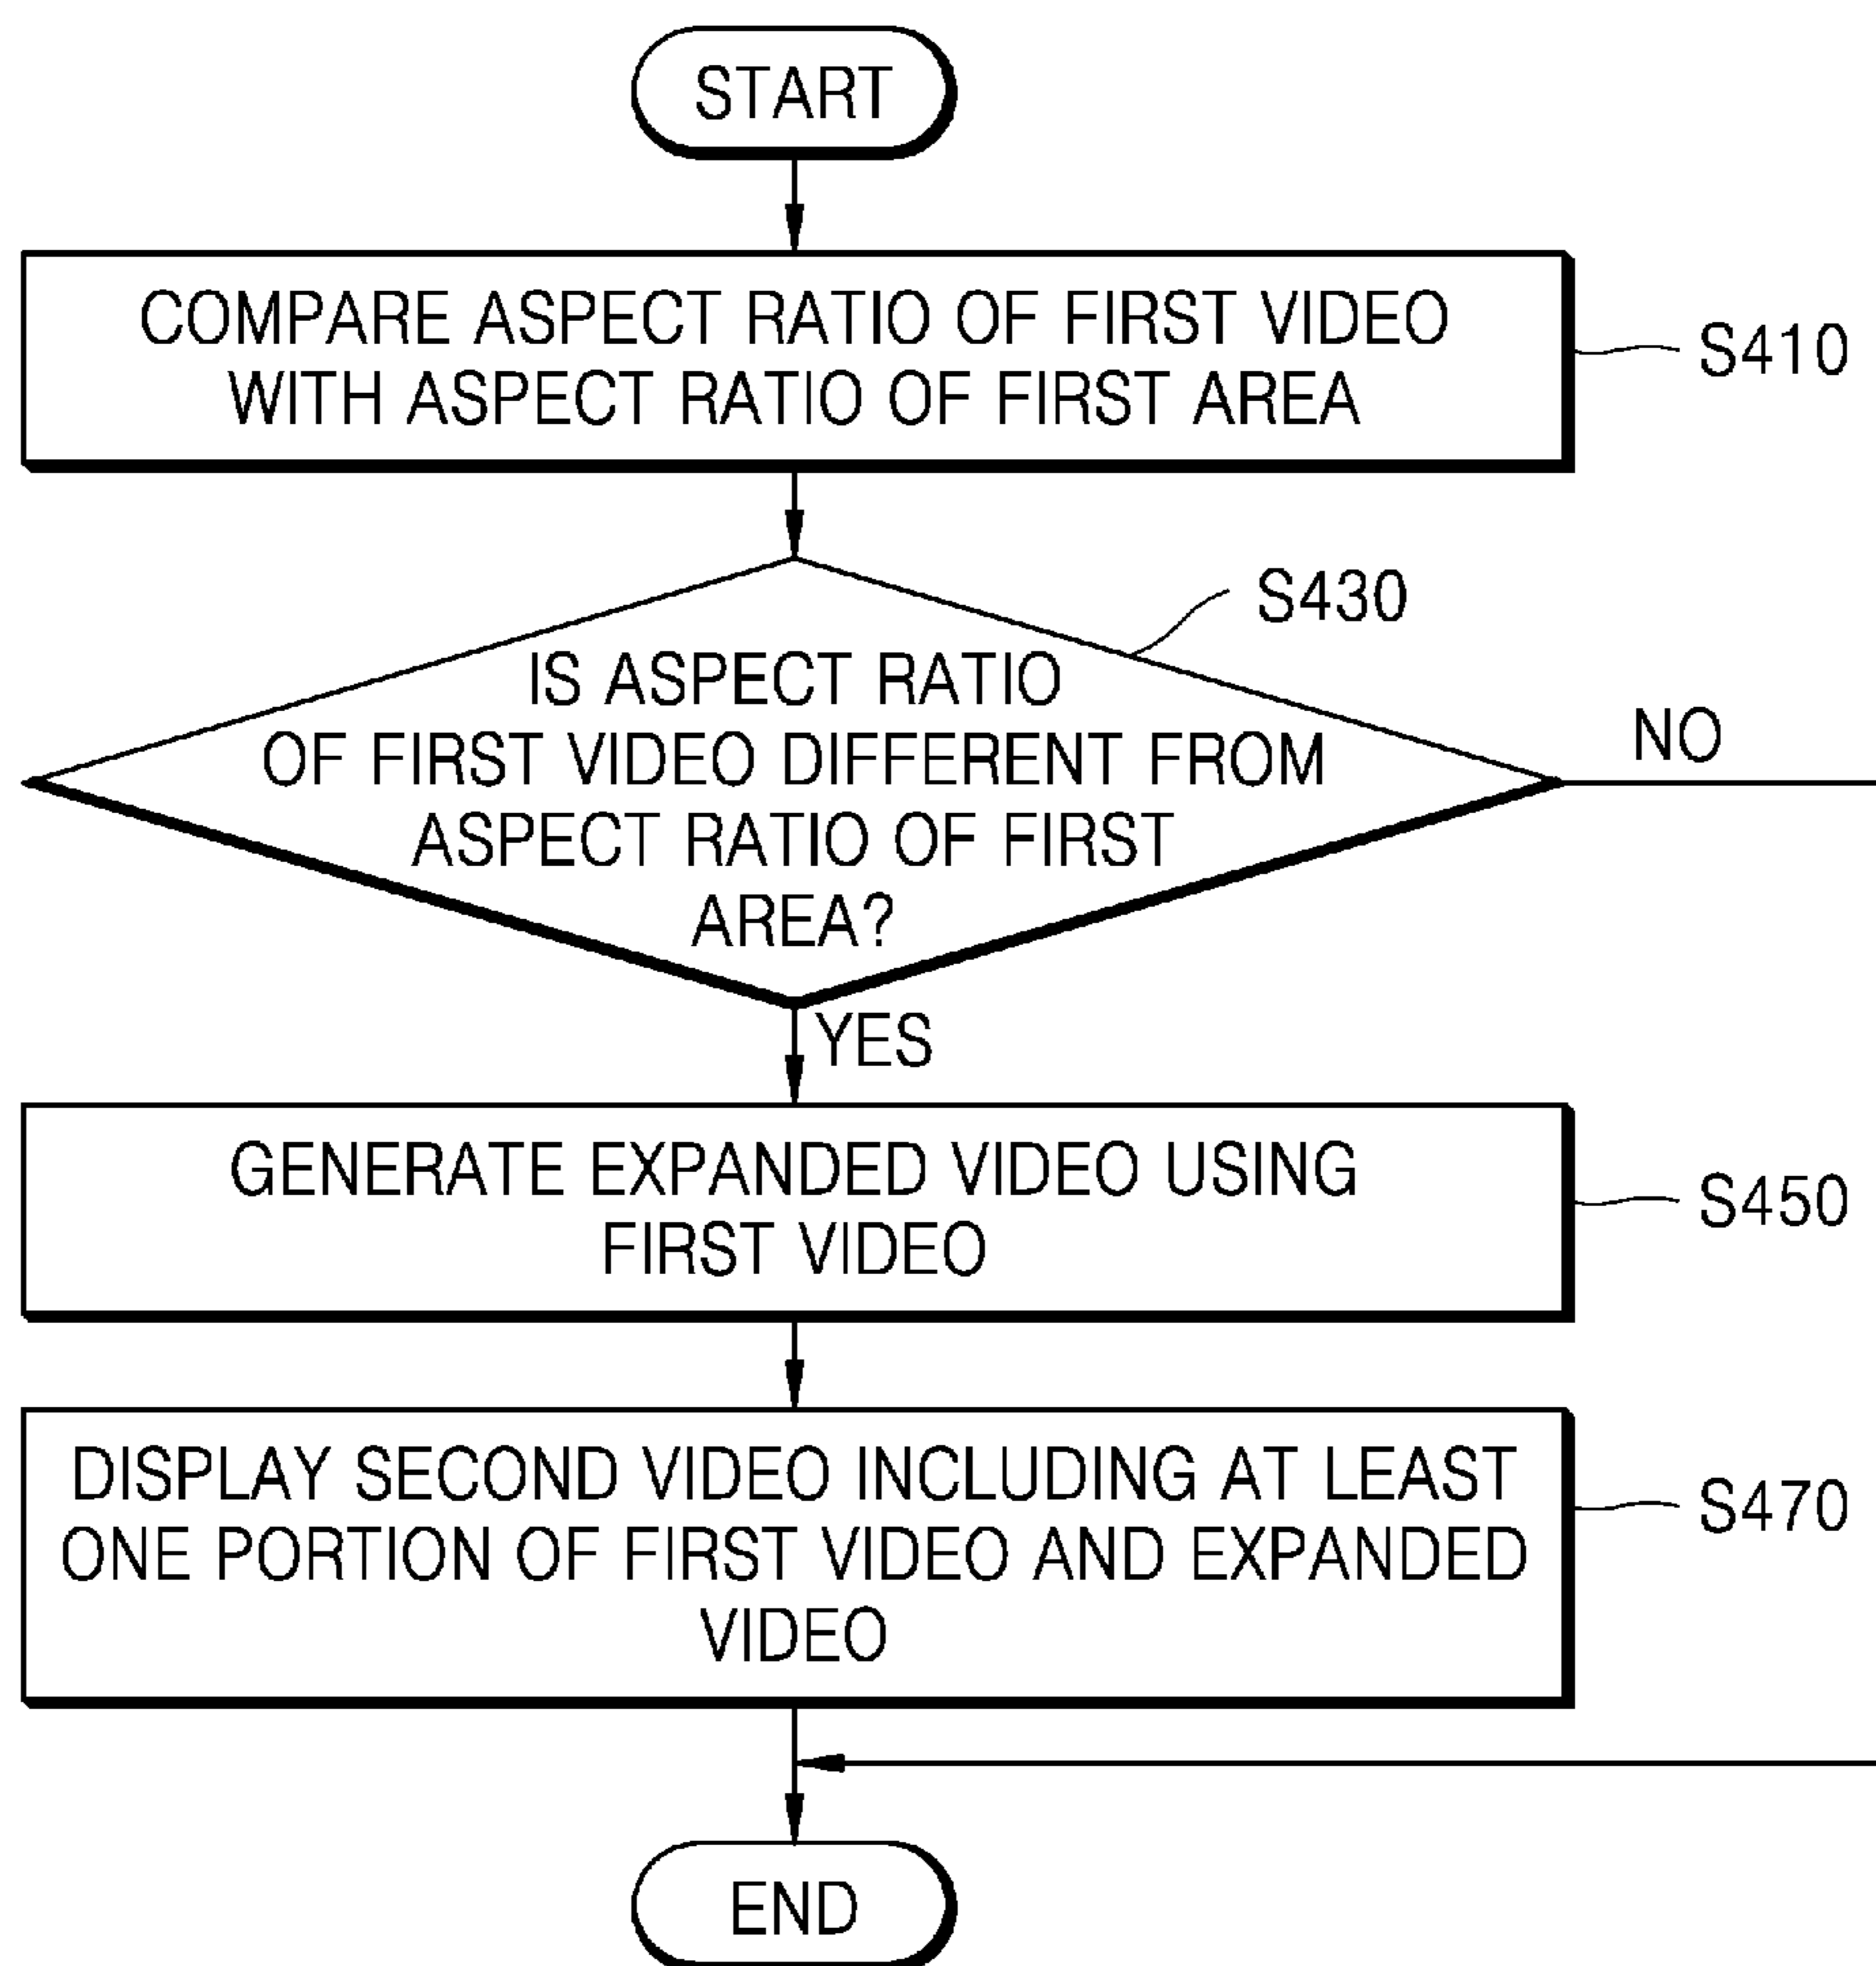 START
COMPARE ASPECT RATIO OF FIRST VIDEO
WITH ASPECT RATIO OF FIRST AREA
S410
S430
IS ASPECT RATIO
OF FIRST VIDEO DIFFERENT FROM
ASPECT RATIO OF FIRST
AREA?
NO
YES
GENERATE EXPANDED VIDEO USING
FIRST VIDEO
S450
DISPLAY SECOND VIDEO INCLUDING AT LEAST
ONE PORTION OF FIRST VIDEO AND EXPANDED
VIDEO
S470
END